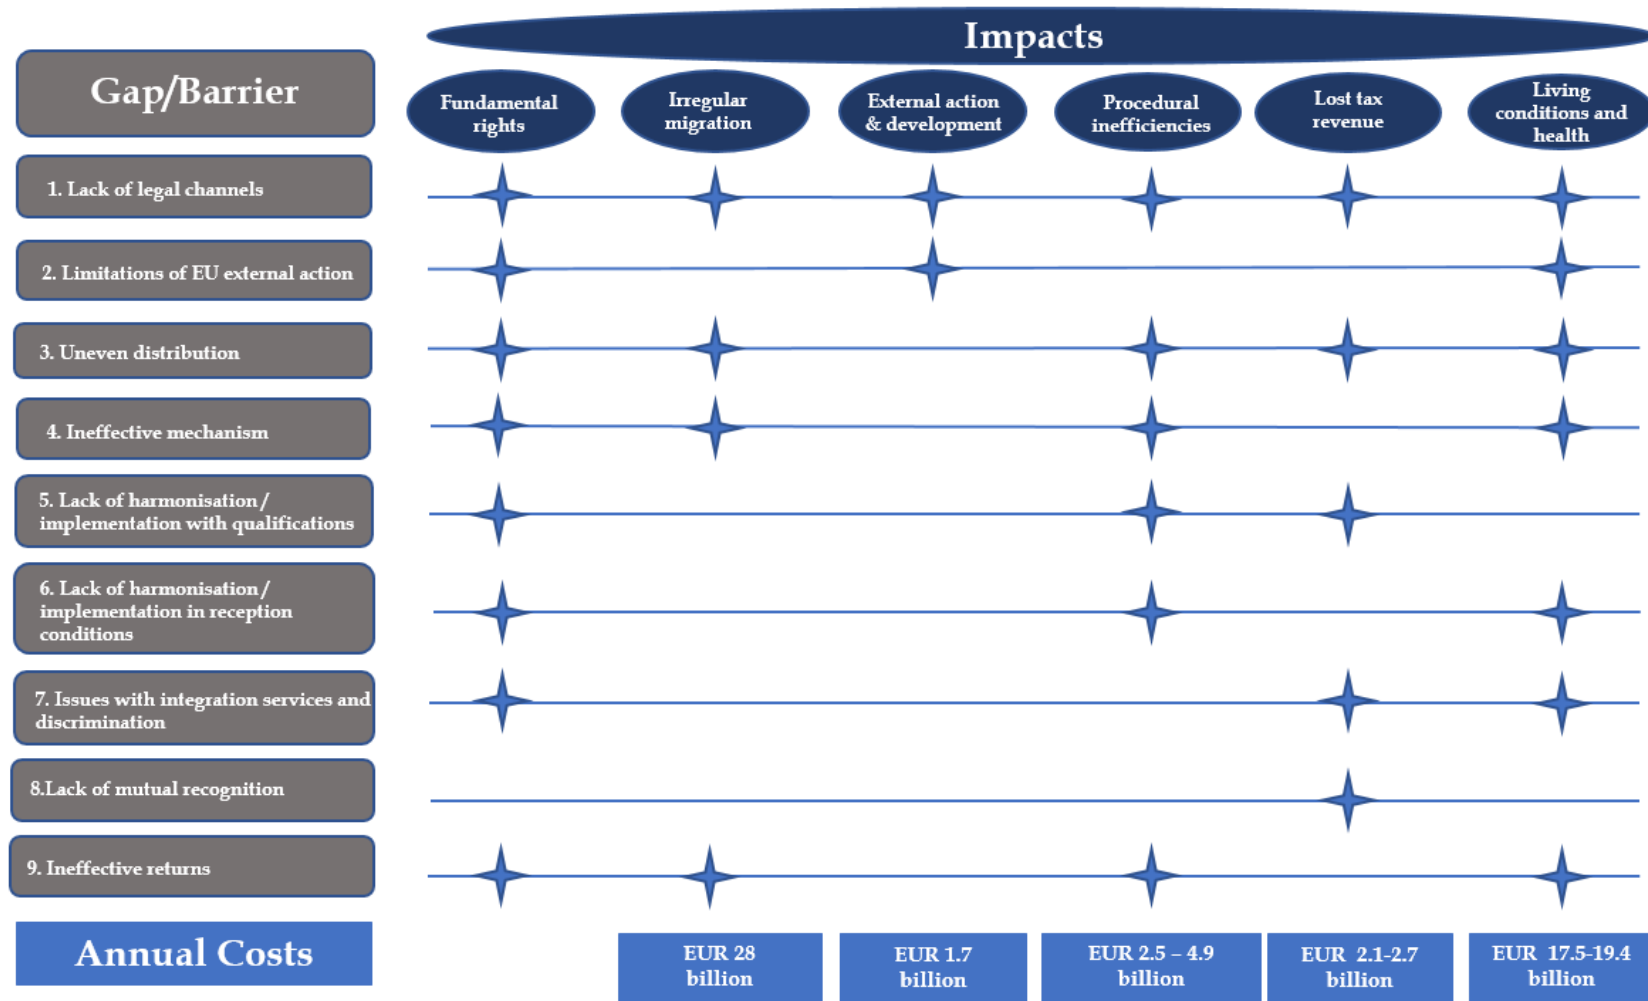 Impacts
Gap/Barrier
Fundamental
rights
Irregular
migration
External action
& development
Procedural
inefficiencies
Lost tax
revenue
Living
conditions and
health
1. Lack of legal channels
2. Limitations of EU external action
3. Uneven distribution
4. Ineffective mechanism
5. Lack of harmonisation/
implementation with qualifications
6. Lack of harmonisation/
implementation in reception
conditions
7. Issues with integration services and
discrimination
8.Lack of mutual recognition
9. Ineffective returns
Annual Costs
EUR 28
billion
EUR 1.7
billion
EUR 2.5 – 4.9
billion
EUR 2.1-2.7
billion
EUR 17.5-19.4
billion